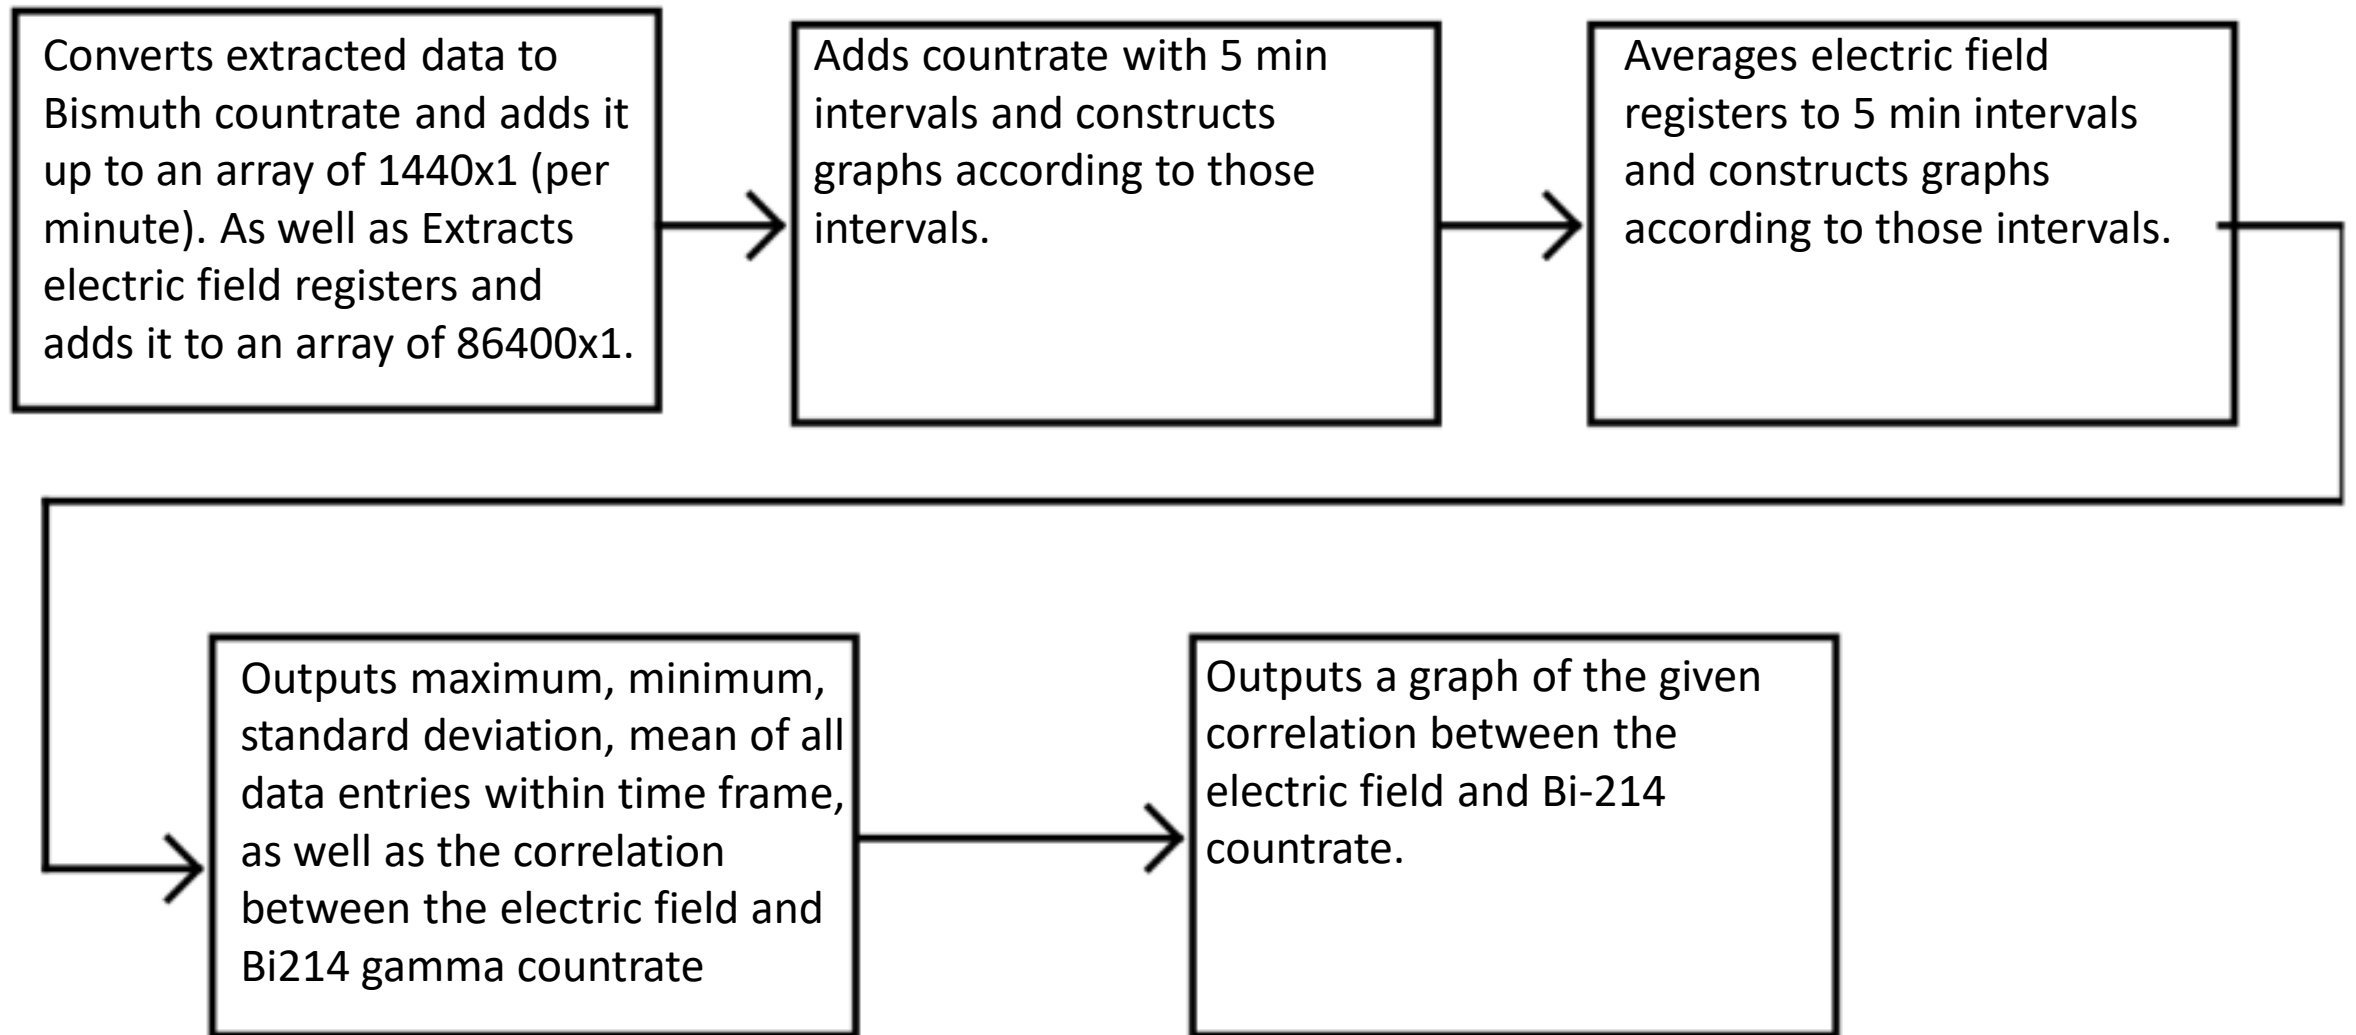 Converts extracted data to
Bismuth countrate and adds it
up to an array of 1440x1 (per
minute). As well as Extracts
electric field registers and
adds it to an array of 86400x1.
Adds countrate with 5 min
intervals and constructs
graphs according to those
intervals.
Averages electric field
registers to 5 min intervals
and constructs graphs
according to those intervals.
Outputs maximum, minimum,
standard deviation, mean of all
data entries within time frame,
as well as the correlation
between the electric field and
Bi214 gamma countrate
Outputs a graph of the given
correlation between the
electric field and Bi-214
countrate.